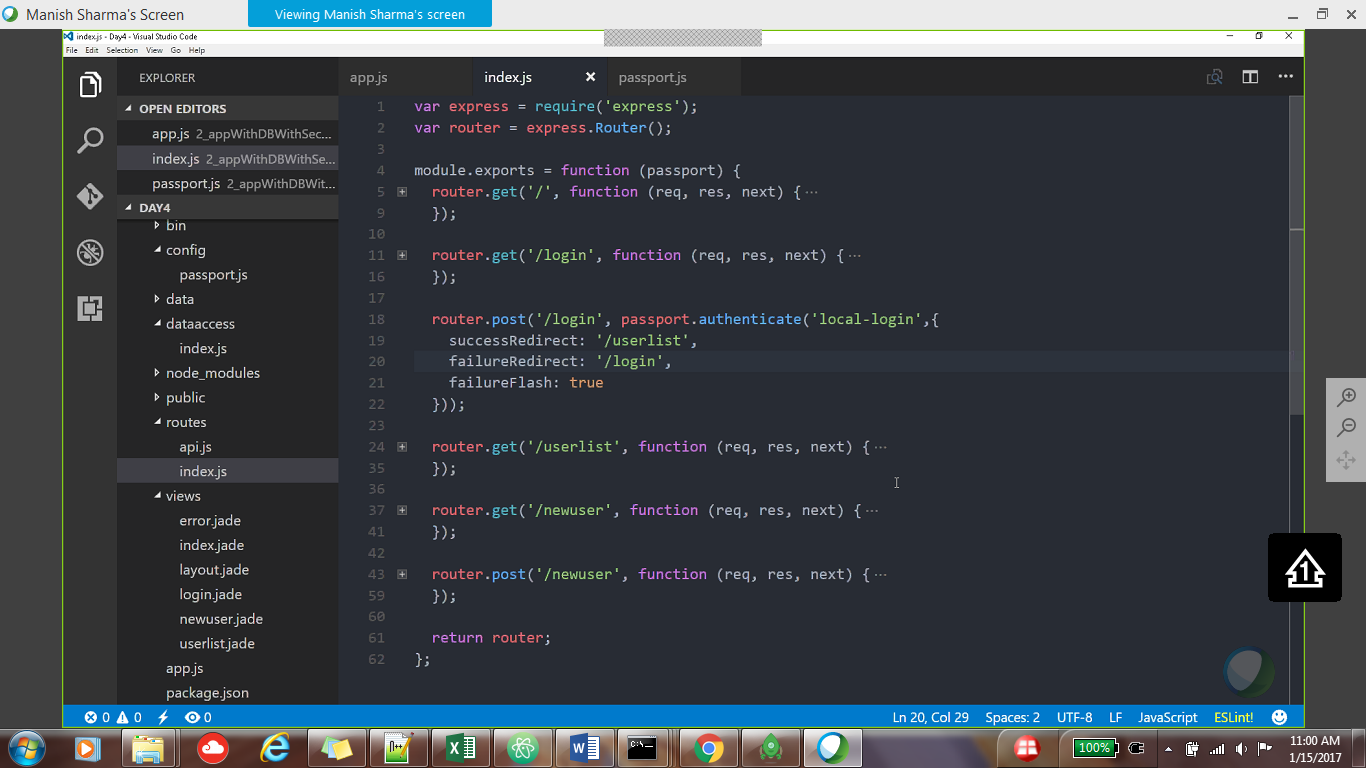 Manish Sharma's Screen
Viewing Manish Sharma's screen
index.js - Day4 - Visual Studio Code
File Edit Selection View Go Help
EXPLORER
OPEN EDITORS
app.js 2_appWithDBWithSec...
index.js 2_appWithDBWithSe...
passport.js 2_appWithDBWit...
DAY4
bin
config
passport.js
data
dataaccess
index.js
node_modules
public
routes
api.js
index.js
views
error.jade
index.jade
layout.jade
login.jade
newuser.jade
userlist.jade
app.js
package.json
app.js index.js passport.js
1 var express = require('express');
2 var router = express.Router();
3
4 module.exports = function (passport) {
5 router.get('/', function (req, res, next) {···
9 });
10
11 router.get('/login', function (req, res, next) {···
16 });
17
18 router.post('/login', passport.authenticate('local-login',{
19 successRedirect: '/userlist',
20 failureRedirect: '/login',
21 failureFlash: true
22 }));
23
24 router.get('/userlist', function (req, res, next) {···
35 });
36
37 router.get('/newuser', function (req, res, next) {···
41 });
42
43 router.post('/newuser', function (req, res, next) {···
59 });
60
61 return router;
62 };
1
0 0 0 Ln 20, Col 29 Spaces: 2 UTF-8 LF JavaScript ESLint!
100% 11:00 AM
1/15/2017